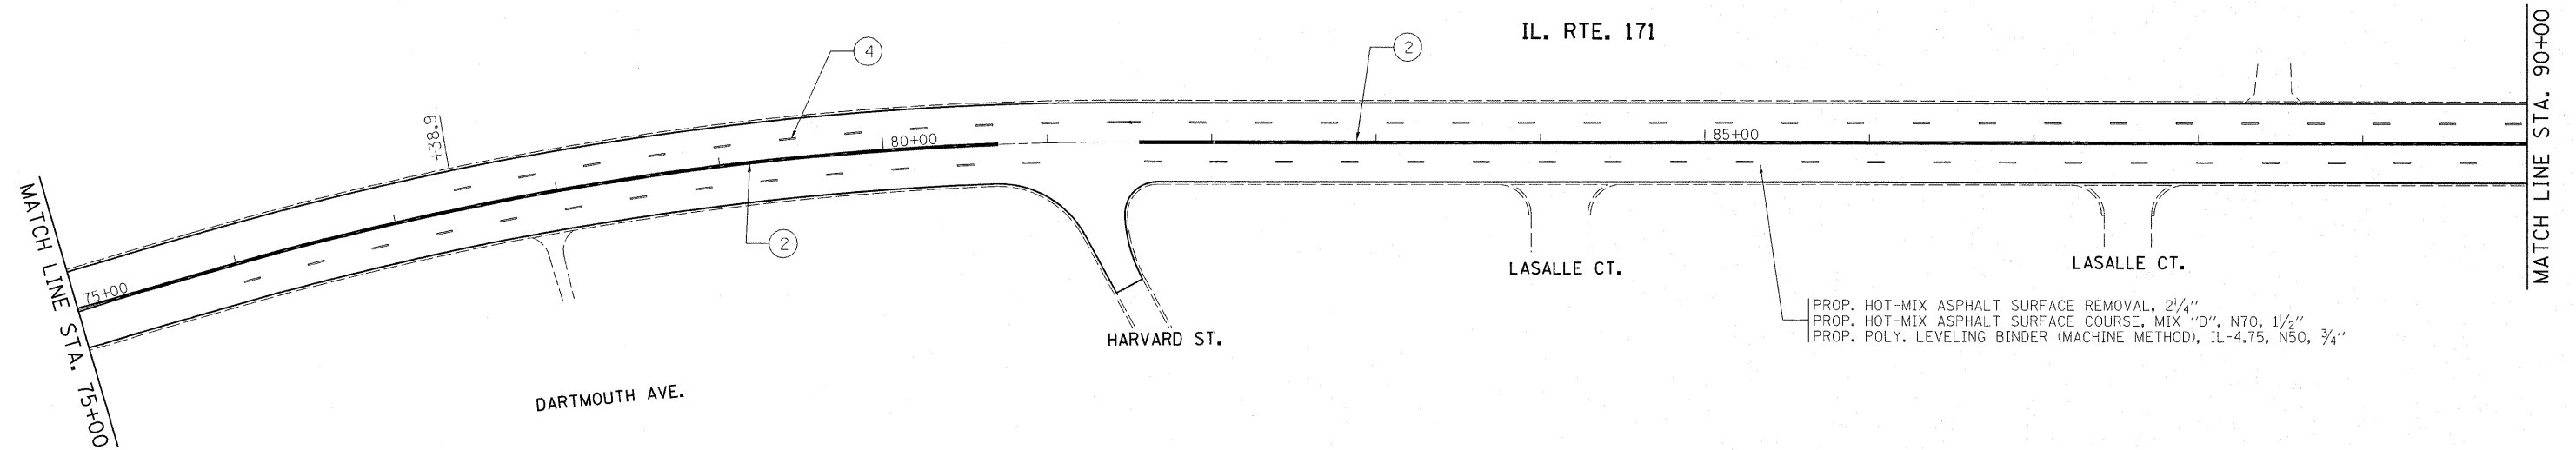 IL. RTE. 171
4
2
+38.9
80+00
85+00
MATCH LINE STA. 90+00
MATCH LINE STA. 75+00
75+00
2
LASALLE CT.
LASALLE CT.
HARVARD ST.
DARTMOUTH AVE.
PROP. HOT-MIX ASPHALT SURFACE REMOVAL, 2¼"
PROP. HOT-MIX ASPHALT SURFACE COURSE, MIX "D", N70, 1½"
PROP. POLY. LEVELING BINDER (MACHINE METHOD), IL-4.75, N50, ¾"